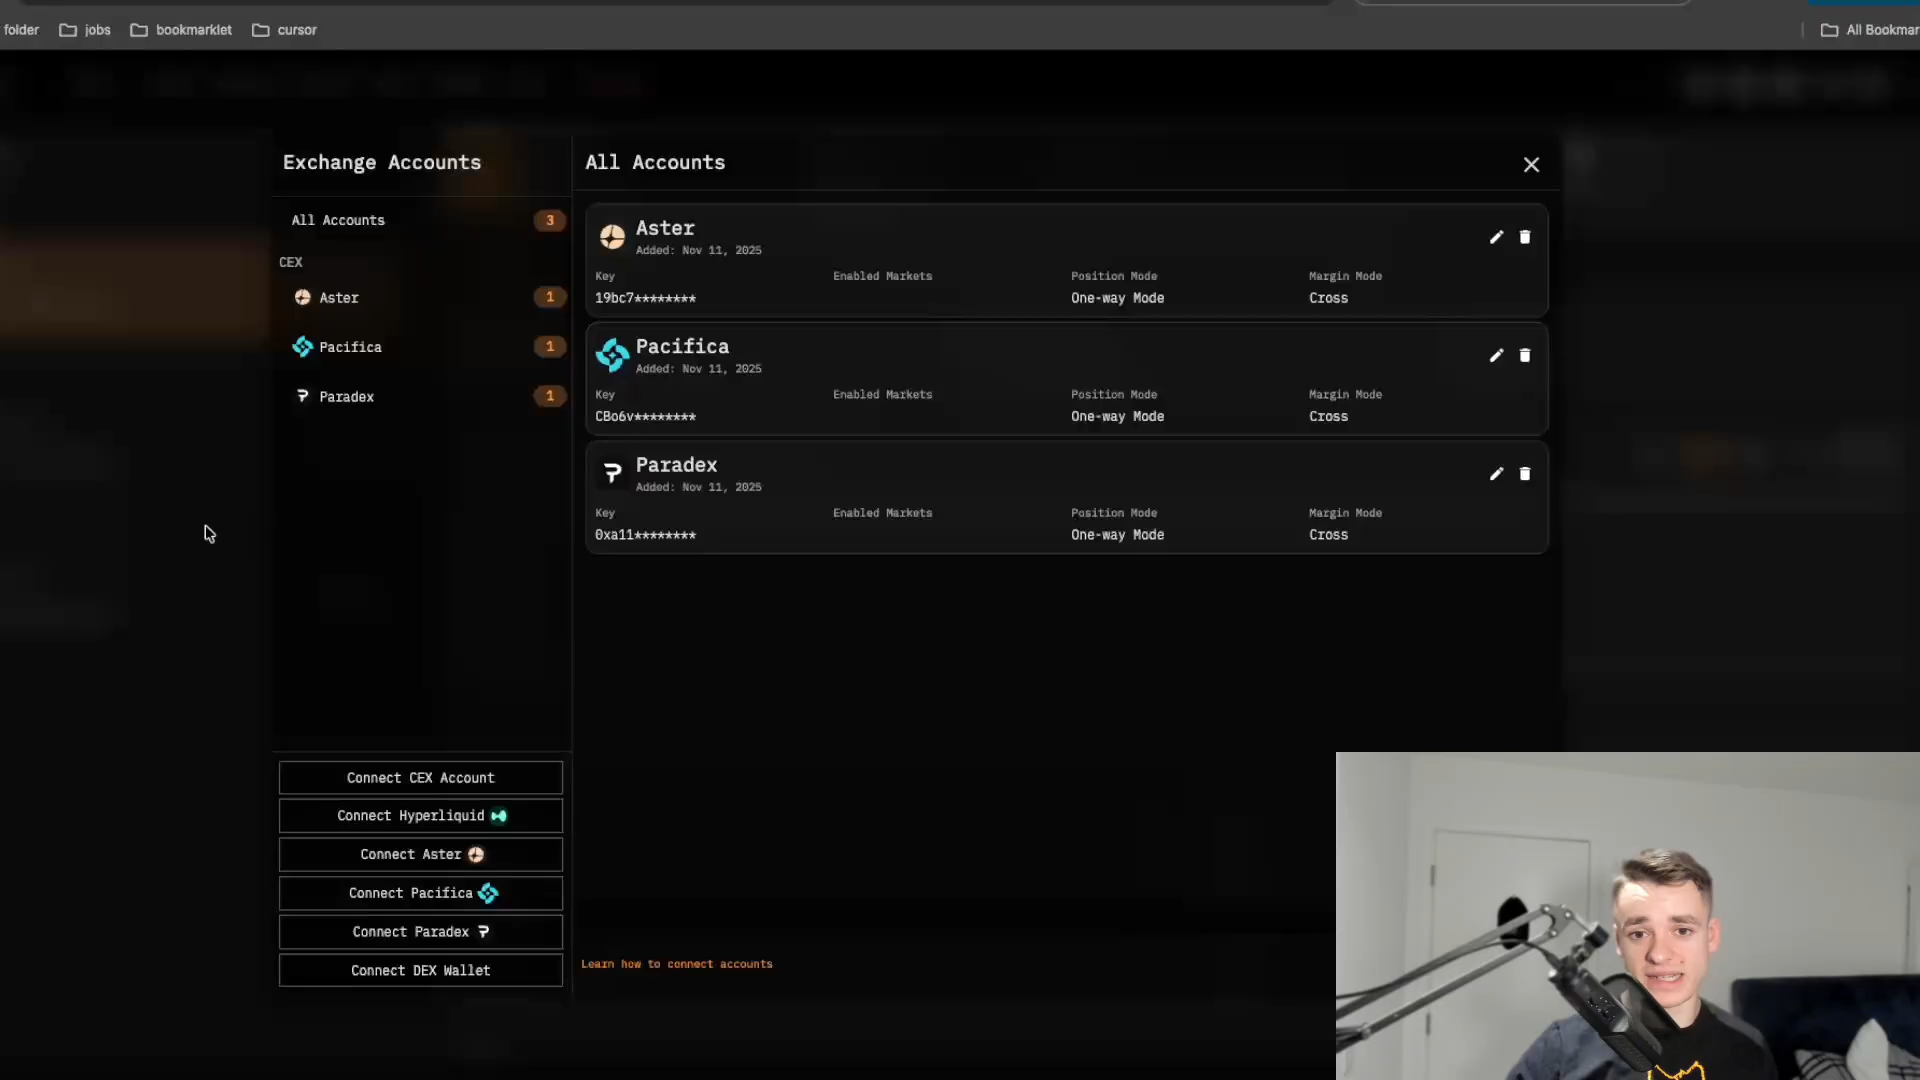 folder jobs bookmarklet cursor All Bookmar
Exchange Accounts
All Accounts 3
CEX
Aster 1
Pacifica 1
Paradex 1
Connect CEX Account
Connect Hyperliquid
Connect Aster
Connect Pacifica
Connect Paradex
Connect DEX Wallet
All Accounts
Aster
Added: Nov 11, 2025
Key Enabled Markets Position Mode Margin Mode
19bc7******** One-way Mode Cross
Pacifica
Added: Nov 11, 2025
Key Enabled Markets Position Mode Margin Mode
CBo6v******** One-way Mode Cross
Paradex
Added: Nov 11, 2025
Key Enabled Markets Position Mode Margin Mode
0xa11******** One-way Mode Cross
Learn how to connect accounts